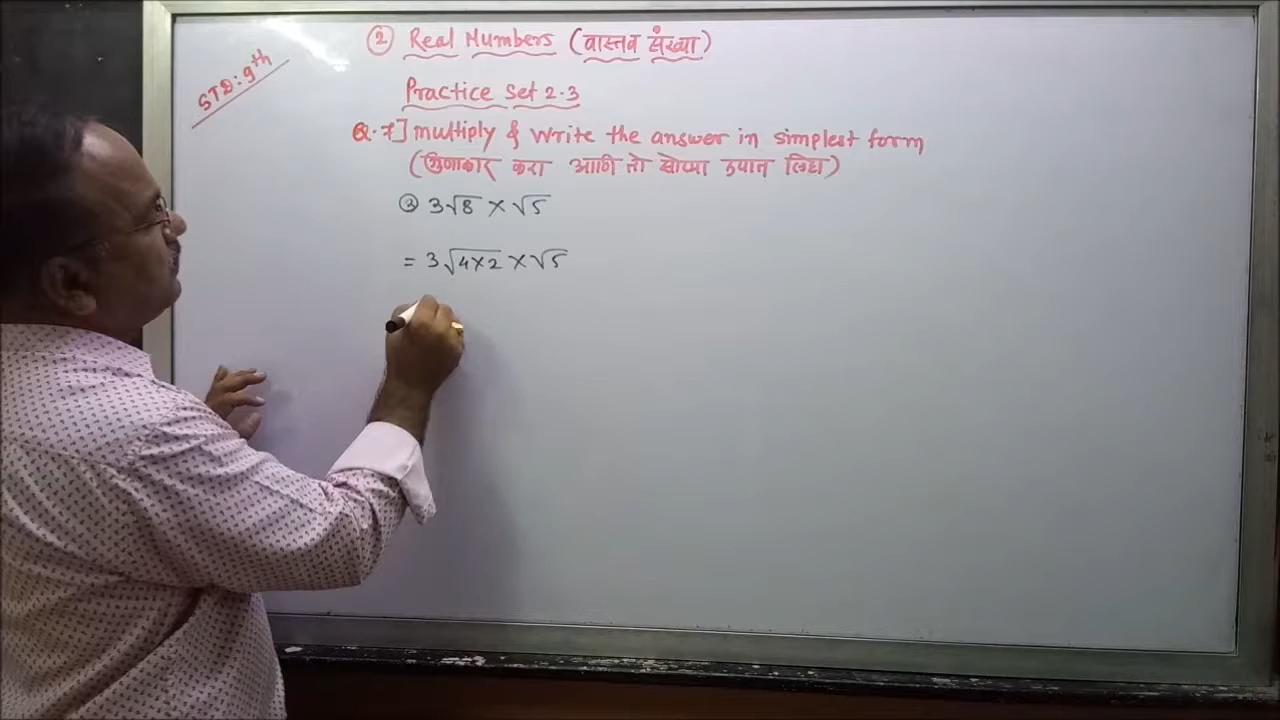 ② Real Numbers (वास्तव संख्या)
STD: 9th
Practice Set 2.3
Q.7] multiply & write the answer in simplest form
(गुणाकार करा आणि तो सोप्या रूपात लिहा)
③ 3√8 × √5
= 3√4×2 × √5